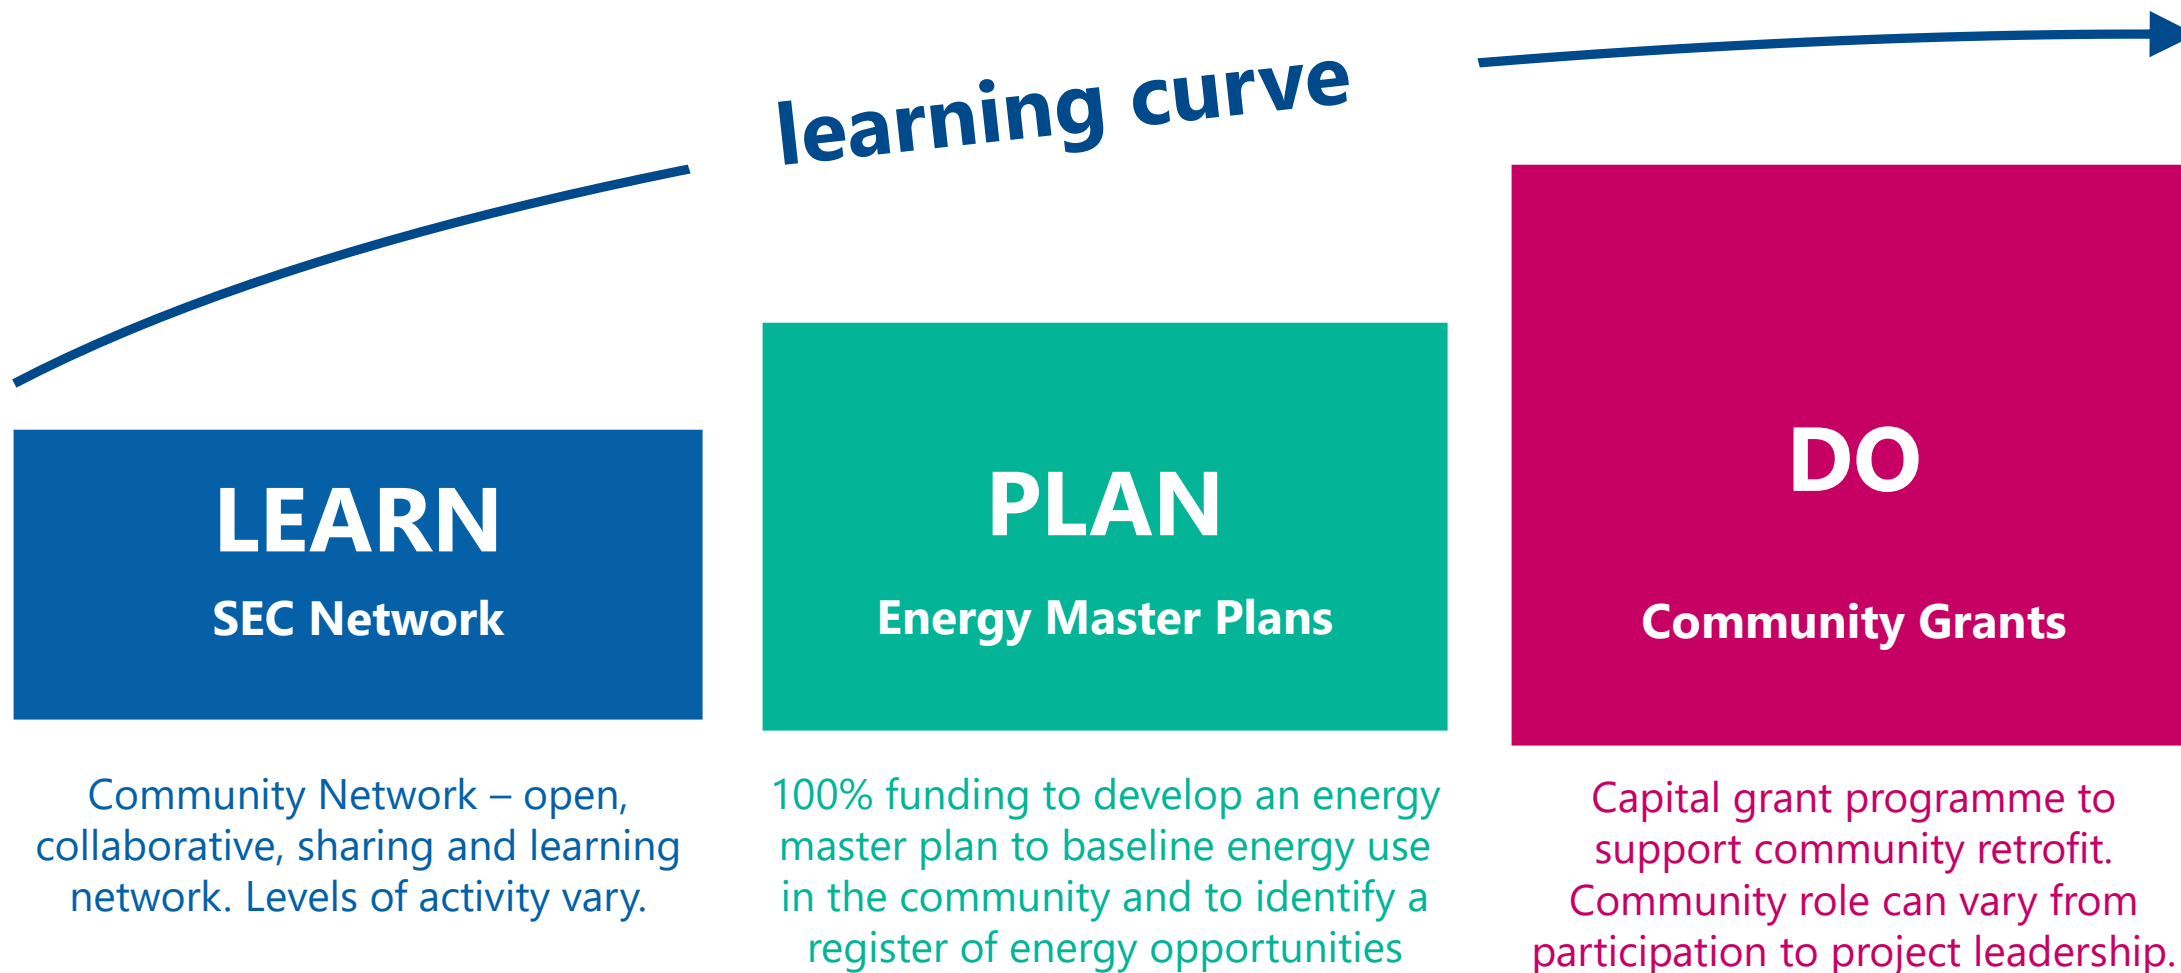 learning curve
LEARN
SEC Network
Community Network – open,
collaborative, sharing and learning
network. Levels of activity vary.
PLAN
Energy Master Plans
100% funding to develop an energy
master plan to baseline energy use
in the community and to identify a
register of energy opportunities
DO
Community Grants
Capital grant programme to
support community retrofit.
Community role can vary from
participation to project leadership.